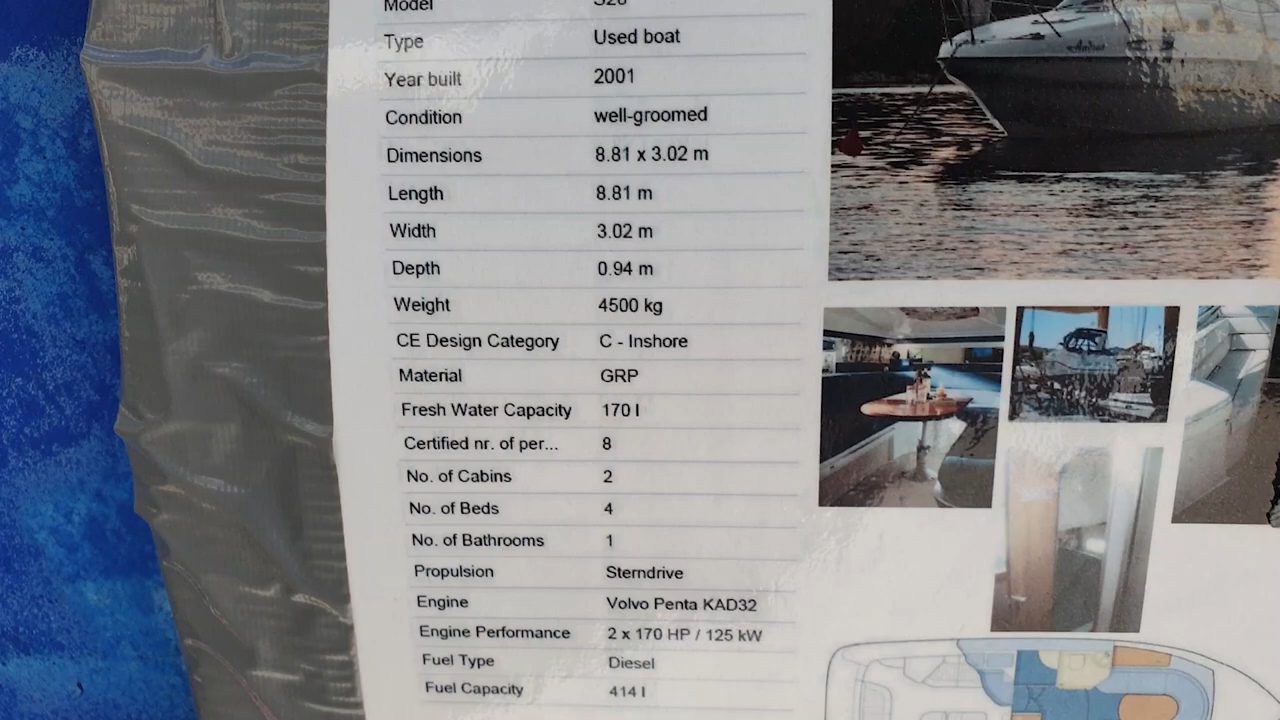 Model S28
Type Used boat
Year built 2001
Condition well-groomed
Dimensions 8.81 x 3.02 m
Length 8.81 m
Width 3.02 m
Depth 0.94 m
Weight 4500 kg
CE Design Category C - Inshore
Material GRP
Fresh Water Capacity 170 l
Certified nr. of per... 8
No. of Cabins 2
No. of Beds 4
No. of Bathrooms 1
Propulsion Sterndrive
Engine Volvo Penta KAD32
Engine Performance 2 x 170 HP / 125 kW
Fuel Type Diesel
Fuel Capacity 414 l